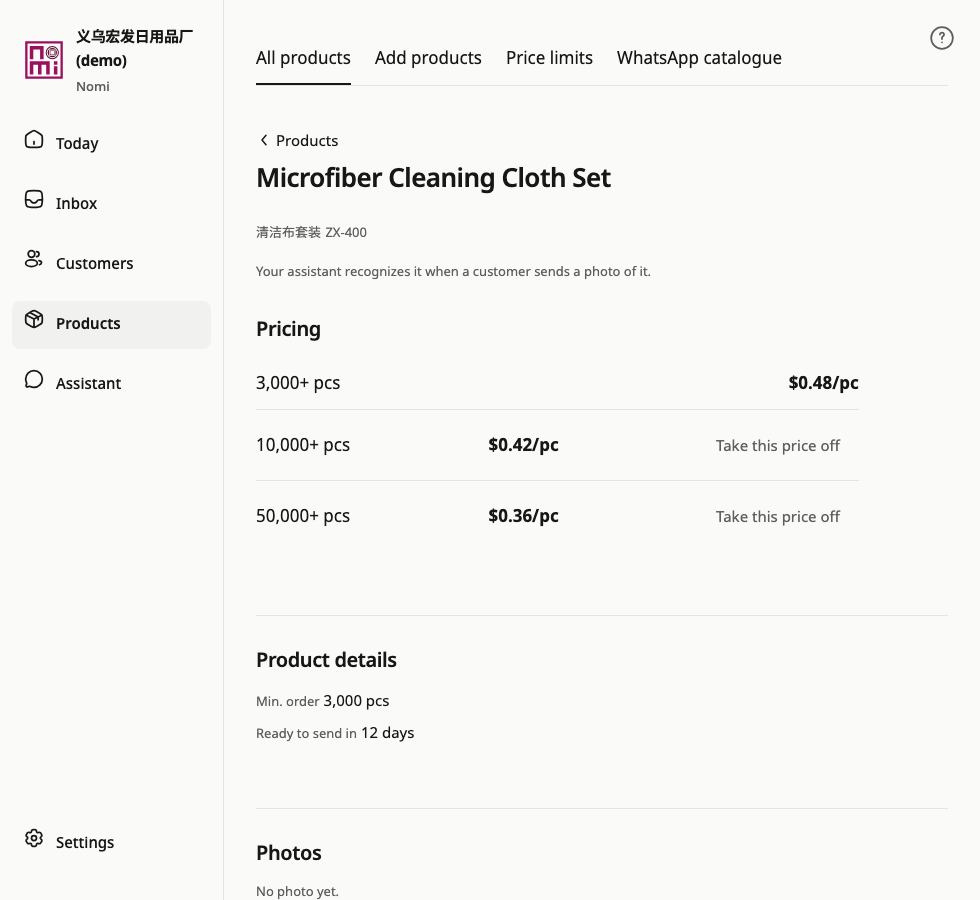 义乌宏发日用品厂
(demo)
Nomi
Today
Inbox
Customers
Products
Assistant
Settings
All products
Add products
Price limits
WhatsApp catalogue
?
Products
Microfiber Cleaning Cloth Set
清洁布套装 ZX-400
Your assistant recognizes it when a customer sends a photo of it.
Pricing
3,000+ pcs $0.48/pc
10,000+ pcs $0.42/pc Take this price off
50,000+ pcs $0.36/pc Take this price off
Product details
Min. order 3,000 pcs
Ready to send in 12 days
Photos
No photo yet.